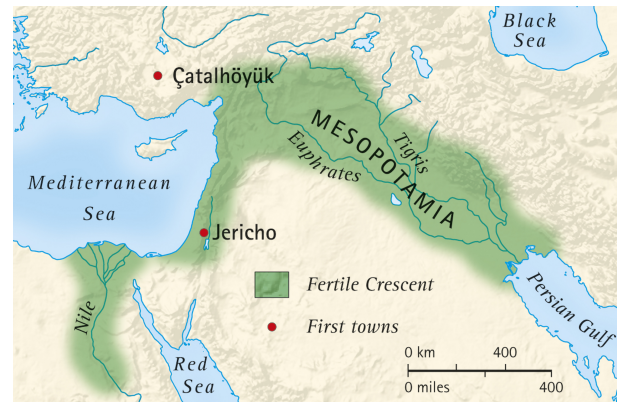 Black
Sea
Çatalhöyük
MESOPOTAMIA
Tigris
Euphrates
Mediterranean
Sea
Jericho
Fertile Crescent
Persian Gulf
Nile
First towns
Red
Sea
0 km 400
0 miles 400